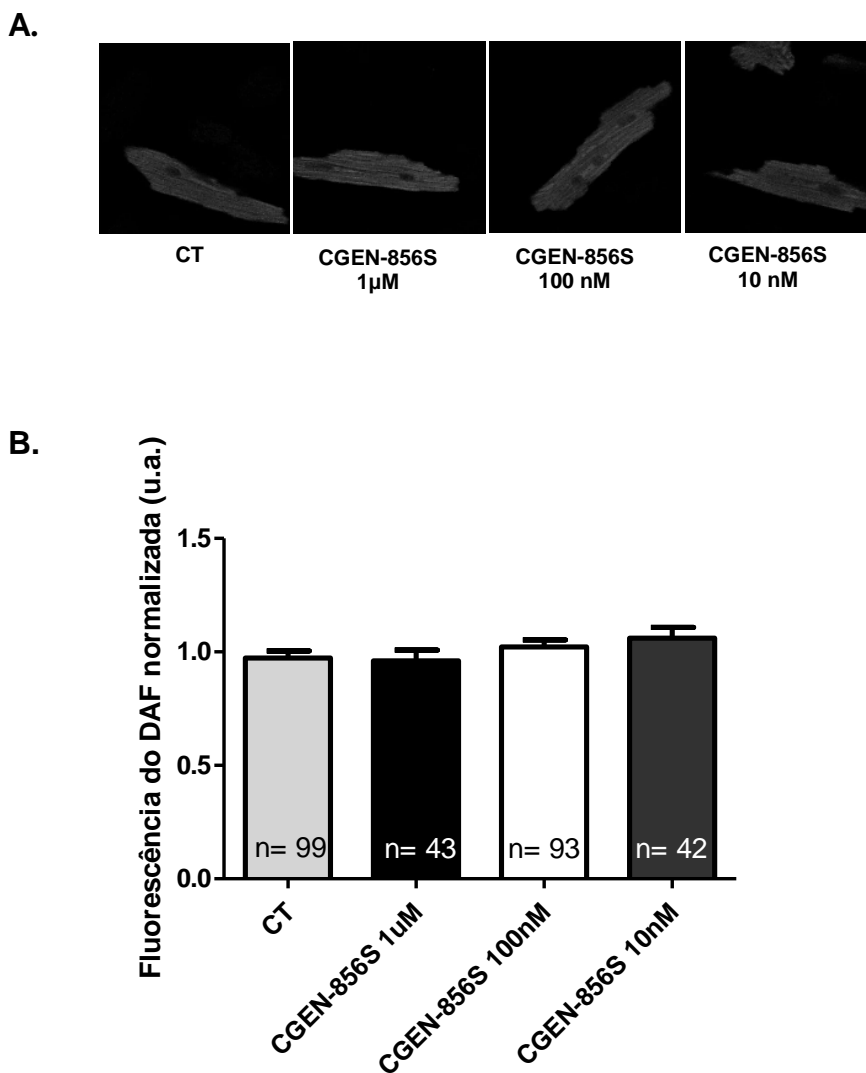 A.
CT
CGEN-856S
1µM
CGEN-856S
100 nM
CGEN-856S
10 nM
B.
Fluorescência do DAF normalizada (u.a.)
1.5
1.0
0.5
0.0
n= 99
n= 43
n= 93
n= 42
CT
CGEN-856S 1uM
CGEN-856S 100nM
CGEN-856S 10nM